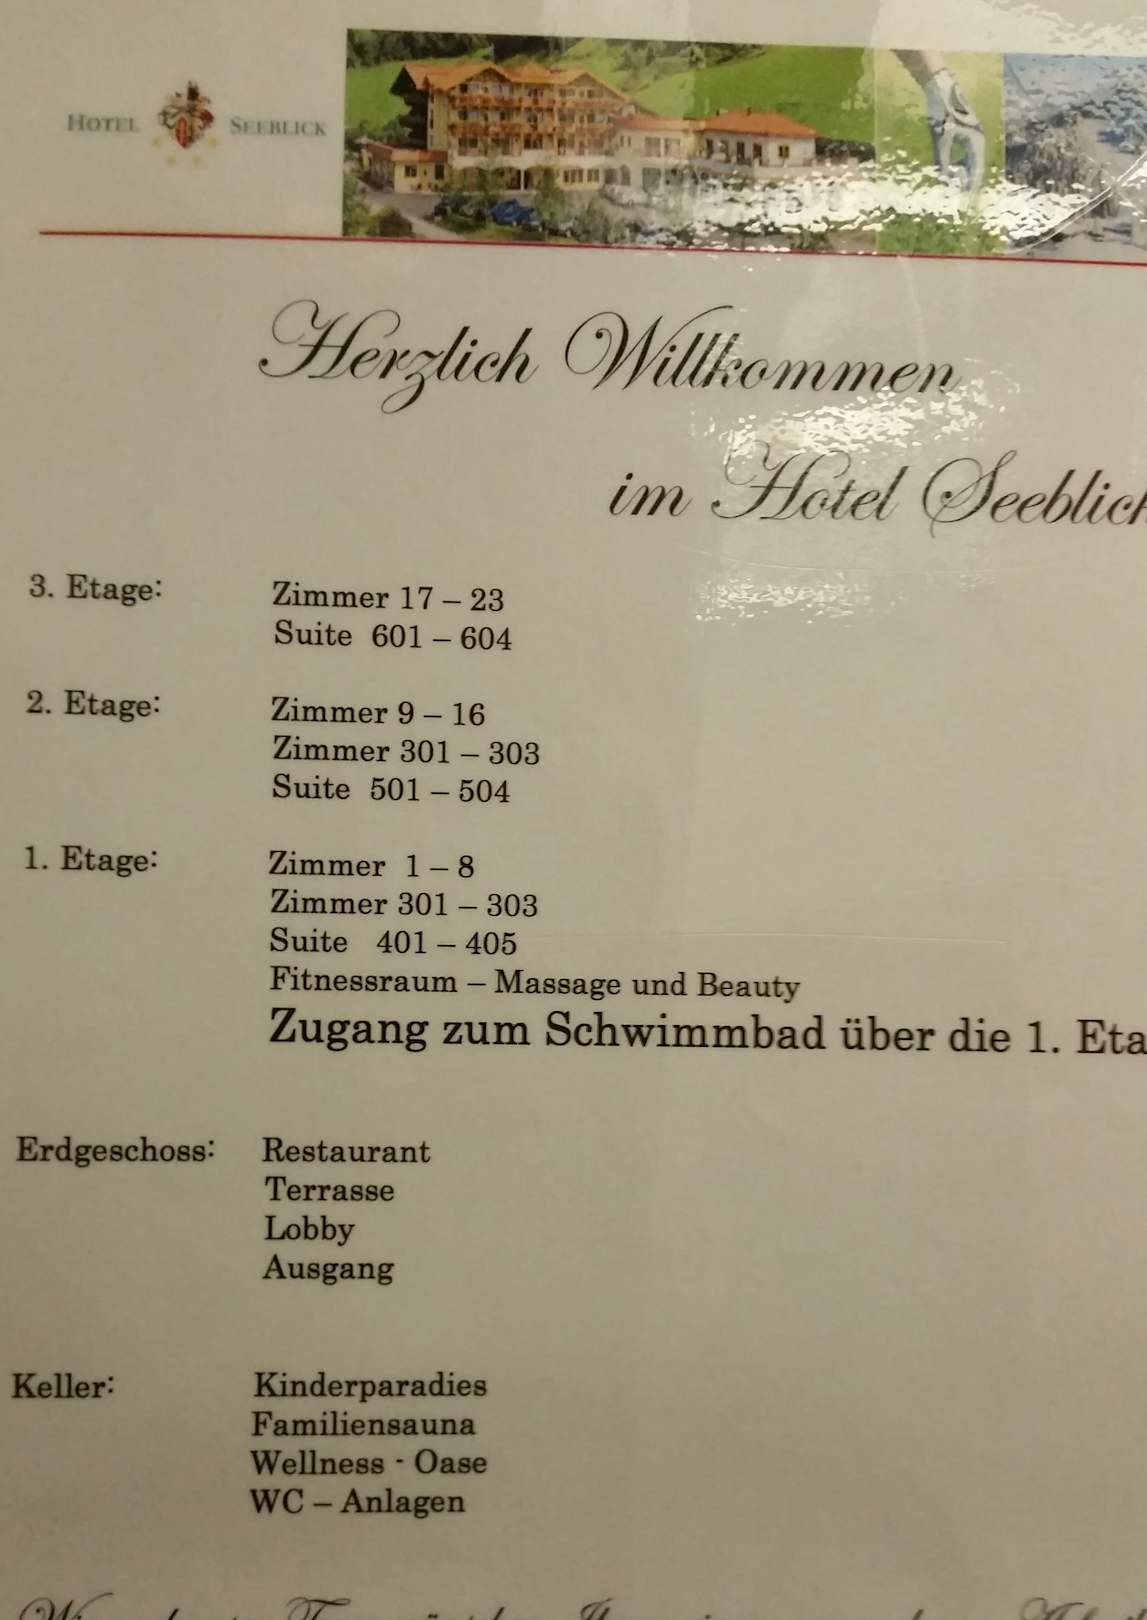 HOTEL SEEBLICK
Herzlich Willkommen
im Hotel Seeblick
3. Etage: Zimmer 17 – 23
Suite 601 – 604
2. Etage: Zimmer 9 – 16
Zimmer 301 – 303
Suite 501 – 504
1. Etage: Zimmer 1 – 8
Zimmer 301 – 303
Suite 401 – 405
Fitnessraum – Massage und Beauty
Zugang zum Schwimmbad über die 1. Eta
Erdgeschoss: Restaurant
Terrasse
Lobby
Ausgang
Keller: Kinderparadies
Familiensauna
Wellness - Oase
WC – Anlagen